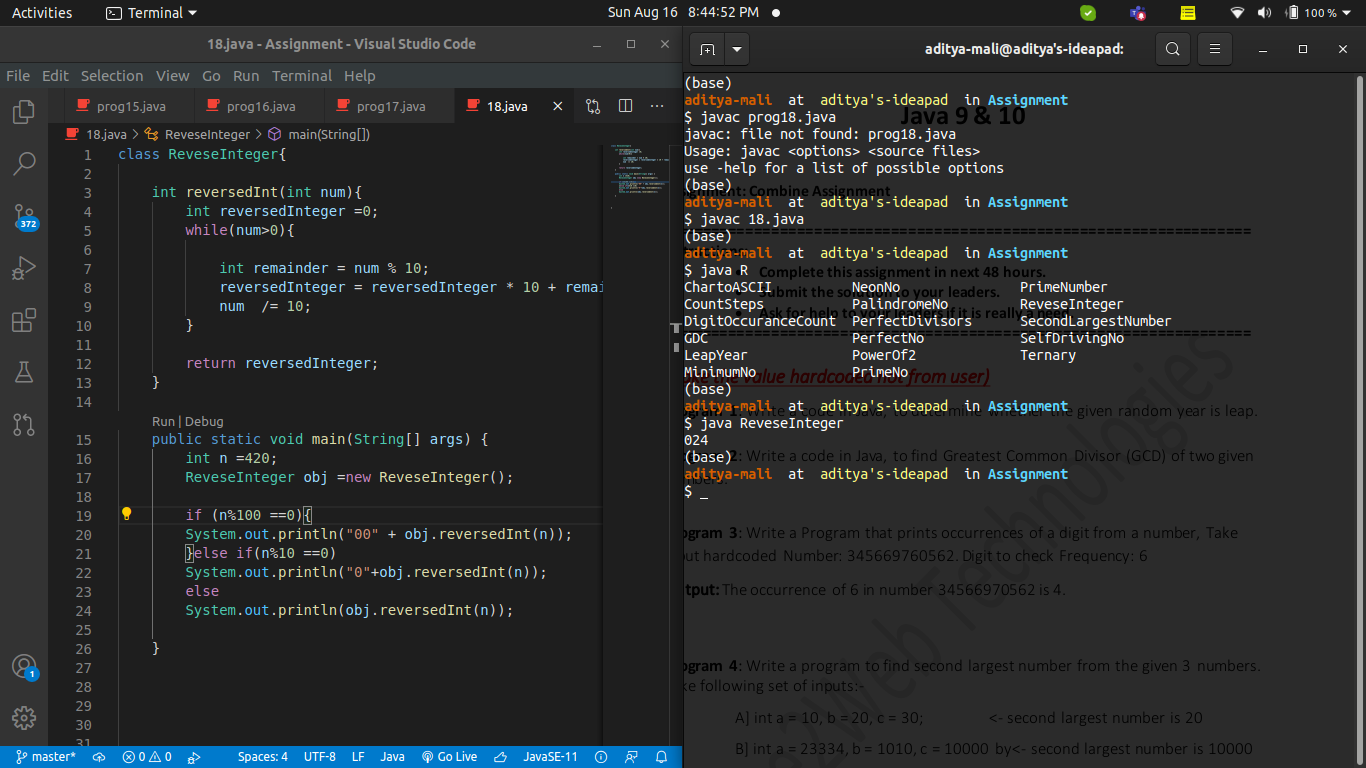 Activities Terminal Sun Aug 16 8:44:52 PM 100 %
18.java - Assignment - Visual Studio Code
File Edit Selection View Go Run Terminal Help
prog15.java prog16.java prog17.java 18.java
18.java > ReveseInteger > main(String[])
1 class ReveseInteger{
2
3 int reversedInt(int num){
4 int reversedInteger =0;
5 while(num>0){
6
7 int remainder = num % 10;
8 reversedInteger = reversedInteger * 10 + remai
9 num /= 10;
10 }
11
12 return reversedInteger;
13 }
14
Run | Debug
15 public static void main(String[] args) {
16 int n =420;
17 ReveseInteger obj =new ReveseInteger();
18
19 if (n%100 ==0){
20 System.out.println("00" + obj.reversedInt(n));
21 }else if(n%10 ==0)
22 System.out.println("0"+obj.reversedInt(n));
23 else
24 System.out.println(obj.reversedInt(n));
25
26 }
27
28
29
30
31
372
1
master* 0 0 Spaces: 4 UTF-8 LF Java Go Live JavaSE-11
aditya-mali@aditya's-ideapad:
(base)
aditya-mali at aditya's-ideapad in Assignment
$ javac prog18.java
javac: file not found: prog18.java
Usage: javac <options> <source files>
use -help for a list of possible options
(base)
aditya-mali at aditya's-ideapad in Assignment
$ javac 18.java
(base)
aditya-mali at aditya's-ideapad in Assignment
$ java R
ChartoASCII NeonNo PrimeNumber
CountSteps PalindromeNo ReveseInteger
DigitOccuranceCount PerfectDivisors SecondLargestNumber
GDC PerfectNo SelfDrivingNo
LeapYear PowerOf2 Ternary
MinimumNo PrimeNo
(base)
aditya-mali at aditya's-ideapad in Assignment
$ java ReveseInteger
024
(base)
aditya-mali at aditya's-ideapad in Assignment
$ _
Java 9 & 10
: Combine Assignment
Complete this assignment in next 48 hours.
Submit the solution to your leaders.
Ask for help to your leaders if it is really a need
the value hardcoded not from user)
1: Write a code in Java, to determine whether the given random year is leap.
2: Write a code in Java, to find Greatest Common Divisor (GCD) of two given
ogram 3: Write a Program that prints occurrences of a digit from a number, Take
ut hardcoded Number: 345669760562. Digit to check Frequency: 6
tput: The occurrence of 6 in number 34566970562 is 4.
ogram 4: Write a program to find second largest number from the given 3 numbers.
ke following set of inputs:-
A] int a = 10, b = 20, c = 30; <- second largest number is 20
B] int a = 23334, b = 1010, c = 10000 by<- second largest number is 10000
2Web Technologies